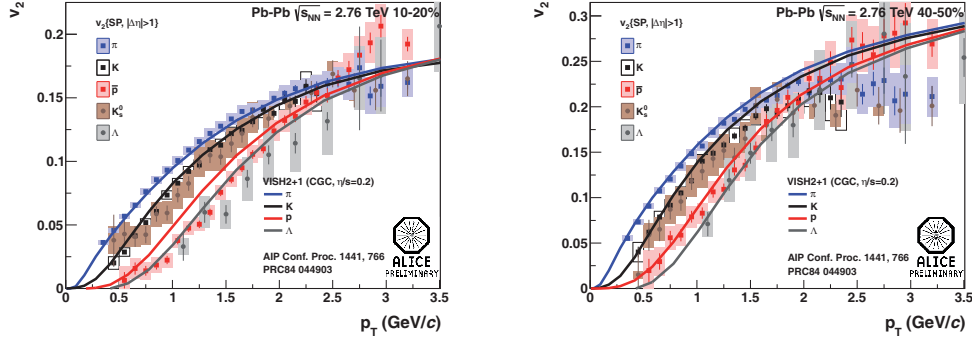 v₂
Pb-Pb √sNN = 2.76 TeV 10-20%
v₂{SP, |Δη|>1}
π
K
p̅
K⁰s
Λ
0.2
0.15
0.1
0.05
0
VISH2+1 (CGC, η/s=0.2)
π
K
p
Λ
AIP Conf. Proc. 1441, 766
PRC84 044903
ALICE
PRELIMINARY
0 0.5 1 1.5 2 2.5 3 3.5
pT (GeV/c)
v₂
Pb-Pb √sNN = 2.76 TeV 40-50%
v₂{SP, |Δη|>1}
π
K
p̅
K⁰s
Λ
0.3
0.25
0.2
0.15
0.1
0.05
0
VISH2+1 (CGC, η/s=0.2)
π
K
p
Λ
AIP Conf. Proc. 1441, 766
PRC84 044903
ALICE
PRELIMINARY
0 0.5 1 1.5 2 2.5 3 3.5
pT (GeV/c)